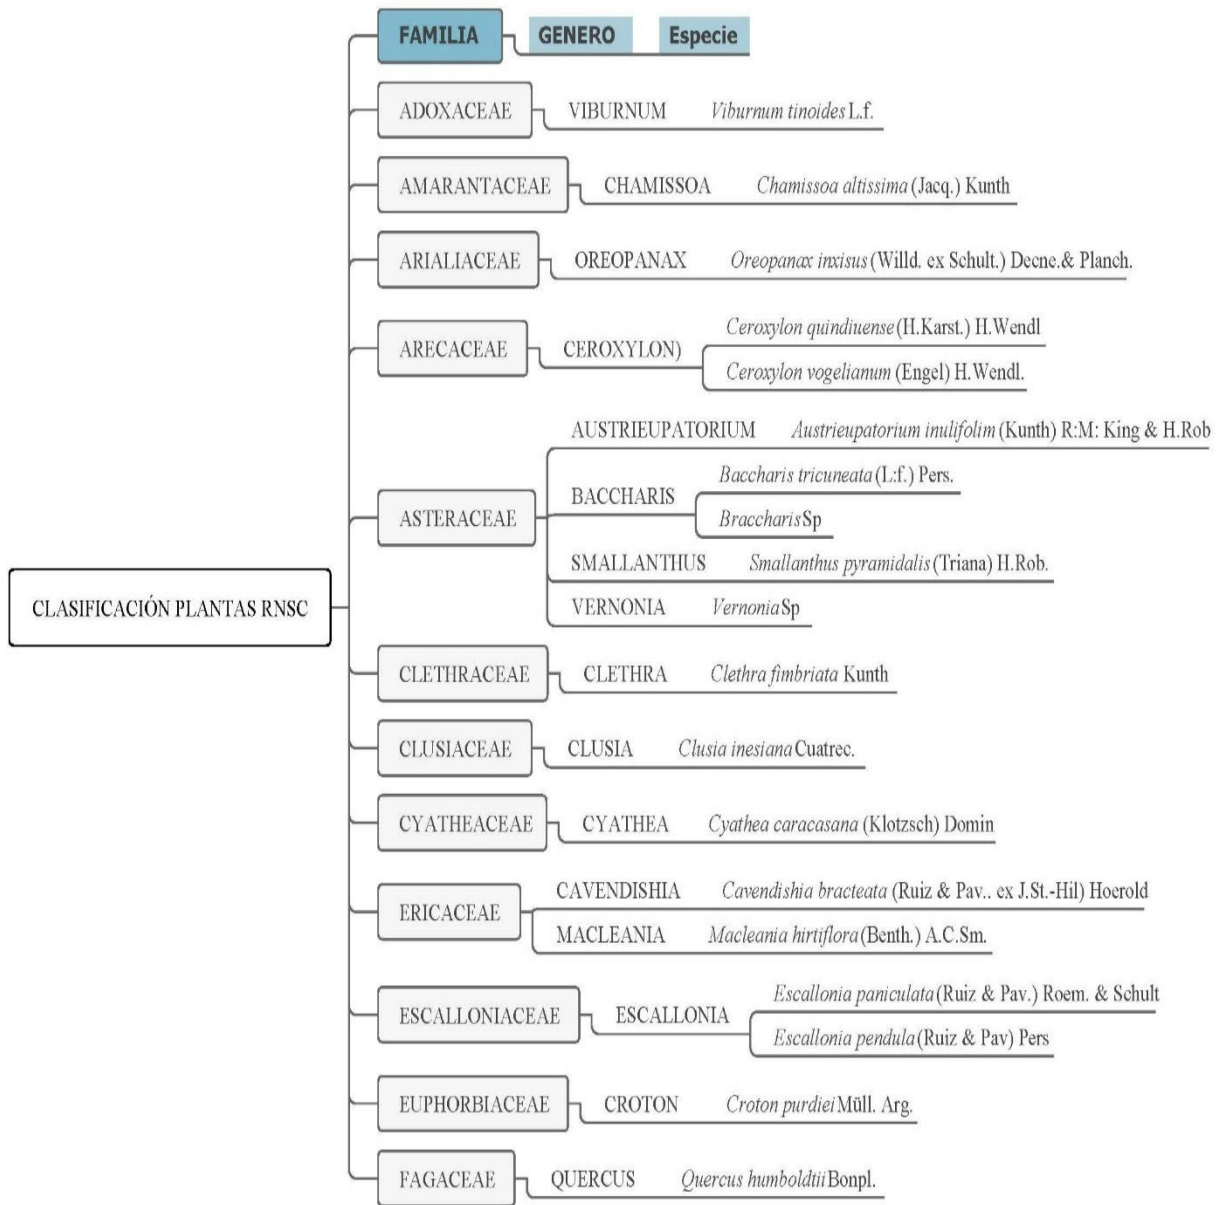 FAMILIA GENERO Especie
ADOXACEAE VIBURNUM Viburnum tinoides L.f.
AMARANTACEAE CHAMISSOA Chamissoa altissima (Jacq.) Kunth
ARIALIACEAE OREOPANAX Oreopanax inxisus (Willd. ex Schult.) Decne.& Planch.
ARECACEAE CEROXYLON) Ceroxylon quindiuense (H.Karst.) H.Wendl
Ceroxylon vogelianum (Engel) H.Wendl.
ASTERACEAE AUSTRIEUPATORIUM Austrieupatorium inulifolim (Kunth) R:M: King & H.Rob
BACCHARIS Baccharis tricuneata (L:f.) Pers.
Braccharis Sp
SMALLANTHUS Smallanthus pyramidalis (Triana) H.Rob.
VERNONIA Vernonia Sp
CLASIFICACIÓN PLANTAS RNSC
CLETHRACEAE CLETHRA Clethra fimbriata Kunth
CLUSIACEAE CLUSIA Clusia inesiana Cuatrec.
CYATHEACEAE CYATHEA Cyathea caracasana (Klotzsch) Domin
ERICACEAE CAVENDISHIA Cavendishia bracteata (Ruiz & Pav.. ex J.St.-Hil) Hoerold
MACLEANIA Macleania hirtiflora (Benth.) A.C.Sm.
ESCALLONIACEAE ESCALLONIA Escallonia paniculata (Ruiz & Pav.) Roem. & Schult
Escallonia pendula (Ruiz & Pav) Pers
EUPHORBIACEAE CROTON Croton purdiei Müll. Arg.
FAGACEAE QUERCUS Quercus humboldtii Bonpl.